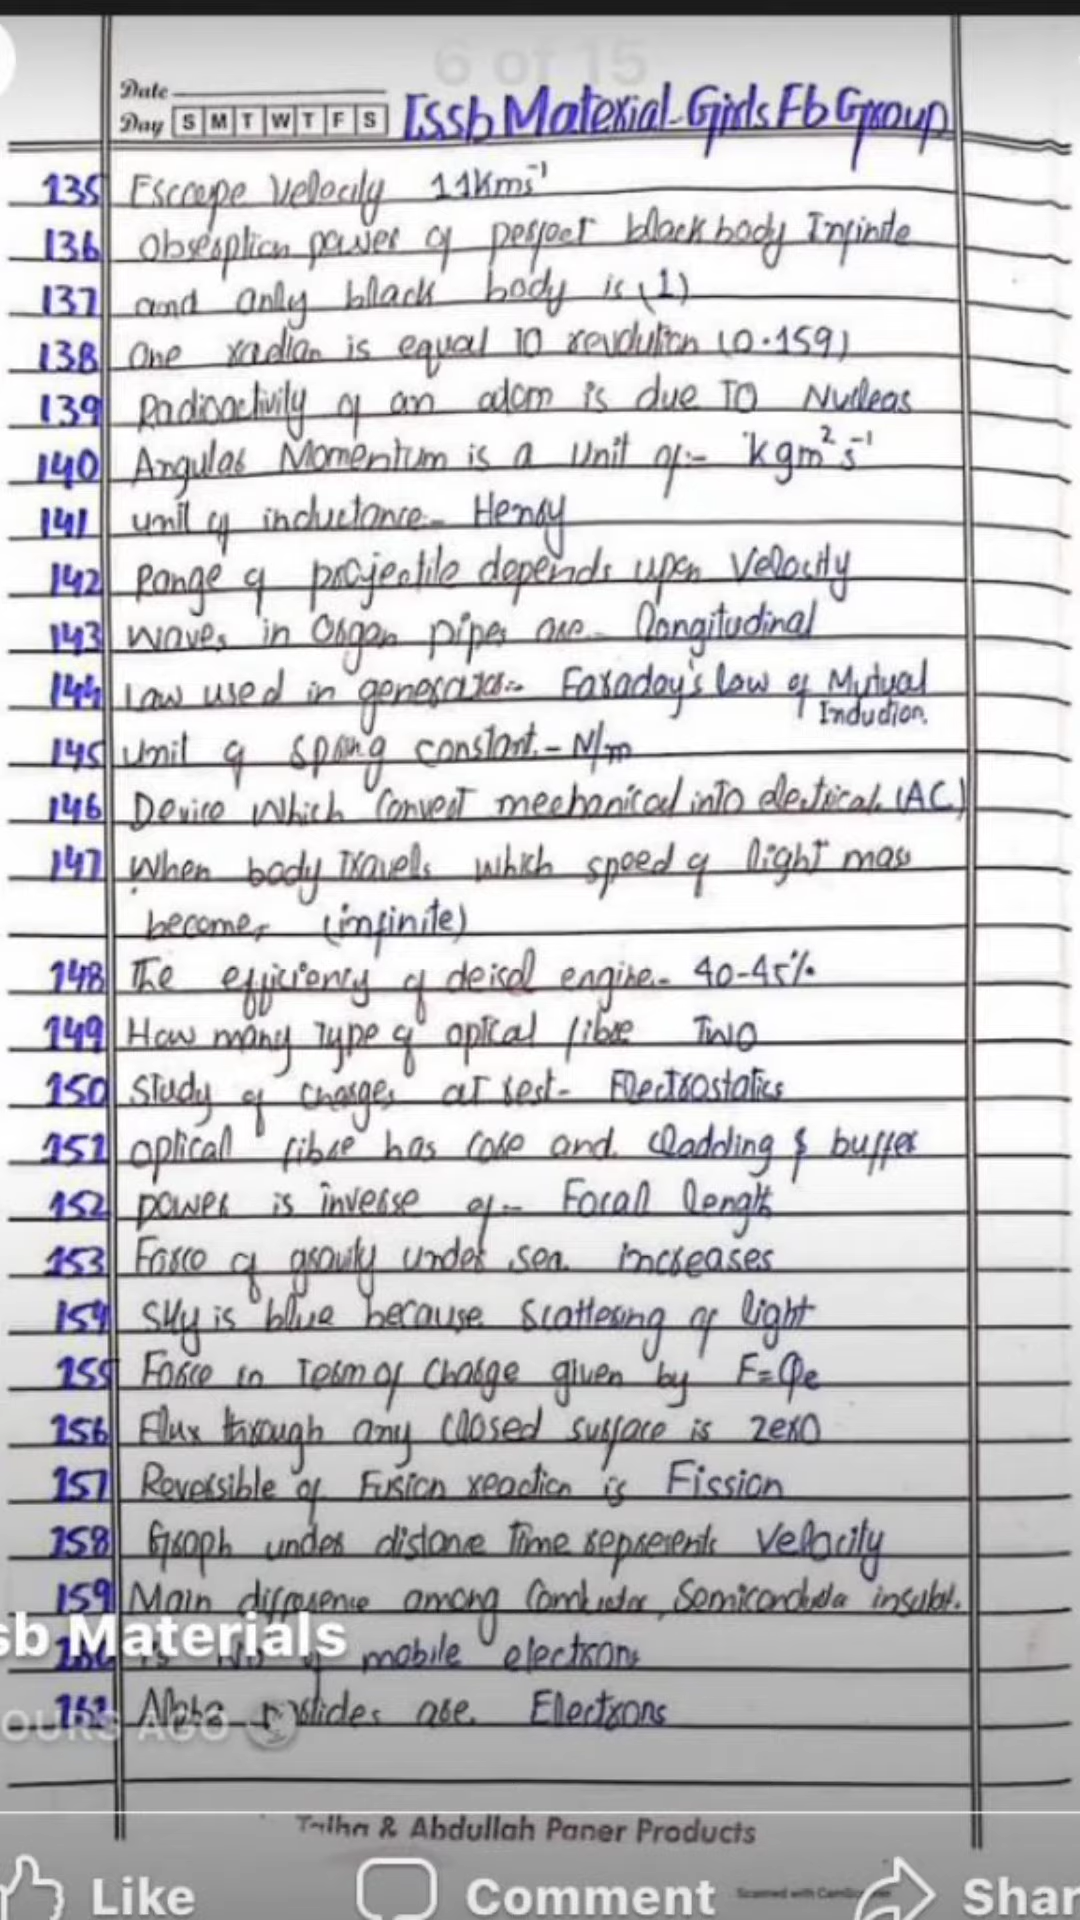 6 of 15
Date
Day S M T W T F S Issb Material Girls Fb Group
135 Escape Velocity 11Kms⁻¹
136 Obserption power of perfect black body Infinite
137 and only black body is (1)
138 One radian is equal TO revolution (0.159)
139 Radioactivity of an adom is due TO Nucleas
140 Angular Momentum is a Unit of:- kgm²s⁻¹
141 unit of inductance- Henry
142 Range of projectile depends upon Velocity
143 waves in Organ pipes are- Longitudinal
144 Law used in generator:- Faraday's Law of Mutual
Induction.
145 Unit of spring constant.- N/m
146 Device Which Convert mechanical into electrical. (AC)
147 When body Travels which speed of light mass
becomes (infinite)
148 The efficiency of deisel engine- 40-45%
149 How many Type of optical fibre TWO
150 Study of Charges at rest- Electrostatics
151 optical fibre has core and cladding & buffer
152 power is inverse of:- Focal length
153 Force of gravity under sea increases
154 Sky is blue because scattering of light
155 Force in Term of Charge given by F=Qe
156 Flux through any Closed surface is zero
157 Reversible of Fusion reaction is Fission
158 Graph under distance Time represents Velocity
159 Main difference among Conductor, Semiconductor insulat.
sb Materials
mobile electrons
161 Alpha particles are Electrons
OURS AGO
Talha & Abdullah Paper Products
Like Comment Shar
Scanned with CamScanner